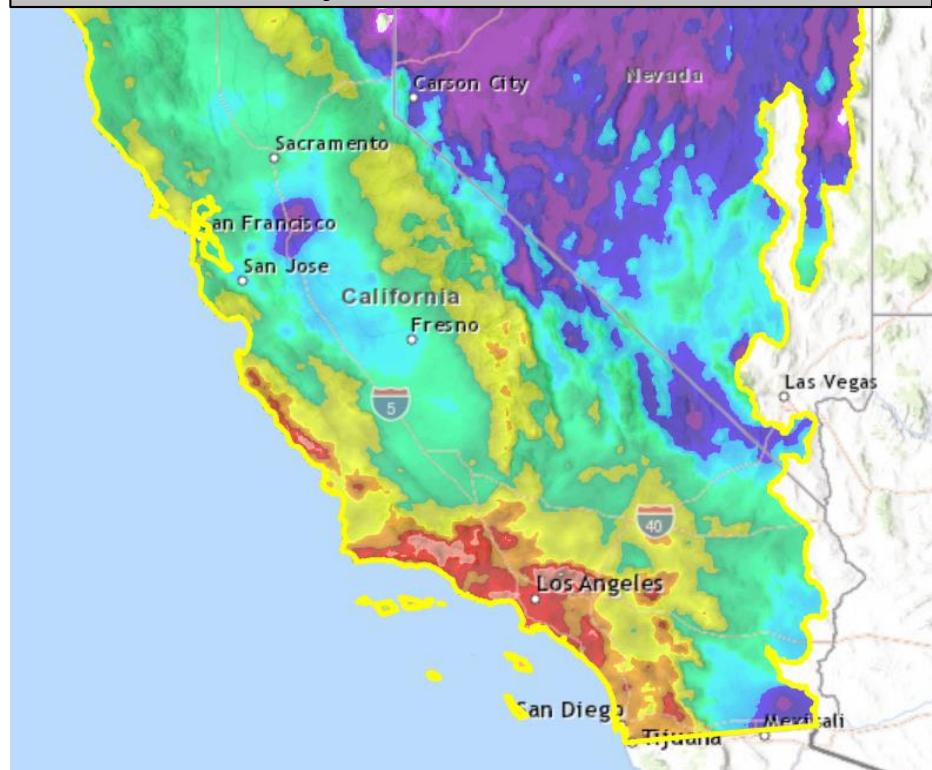 Carson City
Nevada
Sacramento
an Francisco
San Jose
California
Fresno
5
Las Vegas
40
Los Angeles
San Diego
Mexicali
Tijuana